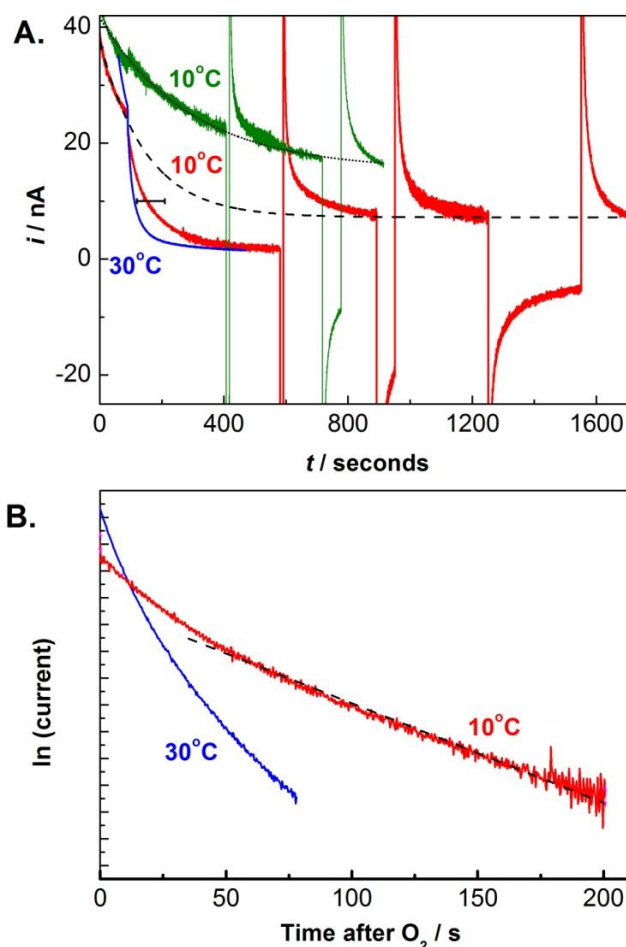 A.
40
20
0
-20
i / nA
10°C
10°C
30°C
0 400 800 1200 1600
t / seconds
B.
ln (current)
30°C
10°C
0 50 100 150 200
Time after O₂ / s